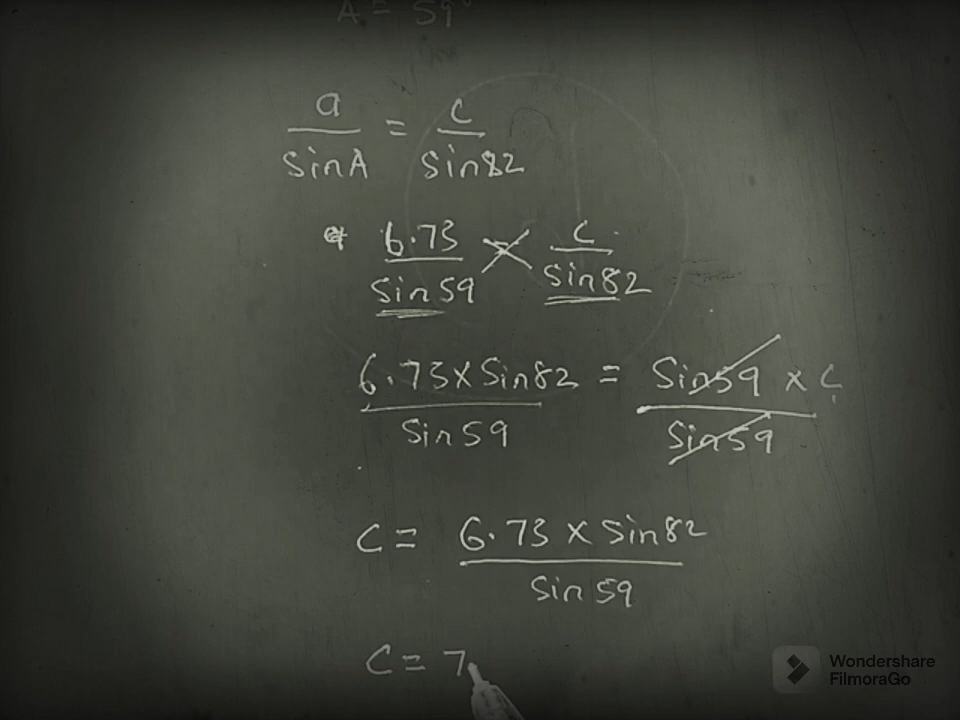 A = 59°
a/sinA = c/sin82
6.73/sin59 = c/sin82
6.73×Sin82/Sin59 = Sin59 × C/Sin59
C = 6.73 × Sin82/Sin59
C = 7
Wondershare
FilmoraGo